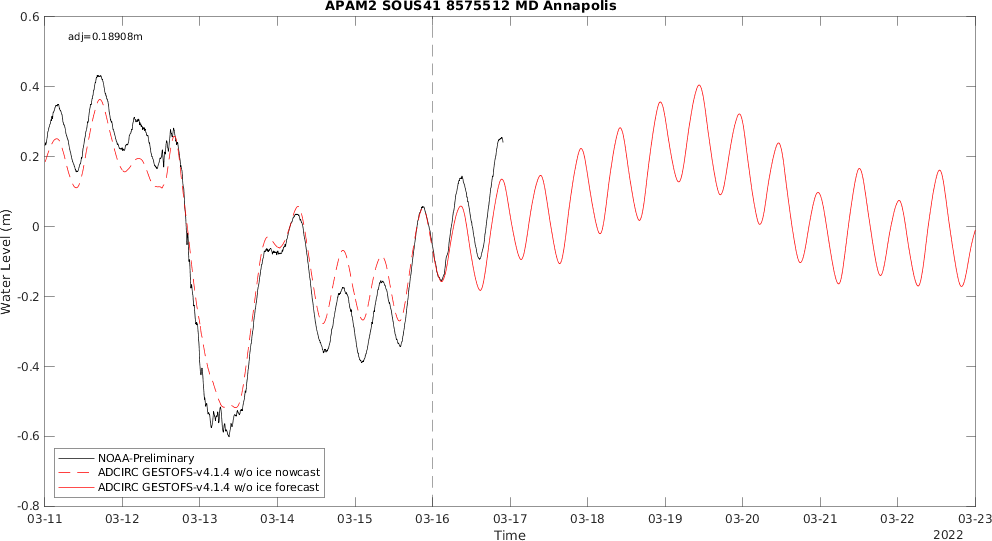 APAM2 SOUS41 8575512 MD Annapolis
adj=0.18908m
0.6
0.4
0.2
0
-0.2
-0.4
-0.6
-0.8
Water Level (m)
NOAA-Preliminary
ADCIRC GESTOFS-v4.1.4 w/o ice nowcast
ADCIRC GESTOFS-v4.1.4 w/o ice forecast
03-11 03-12 03-13 03-14 03-15 03-16 03-17 03-18 03-19 03-20 03-21 03-22 03-23
Time
2022